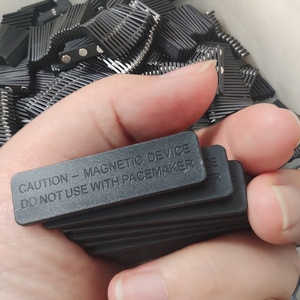 CAUTION – MAGNETIC DEVICE
DO NOT USE WITH PACEMAKER